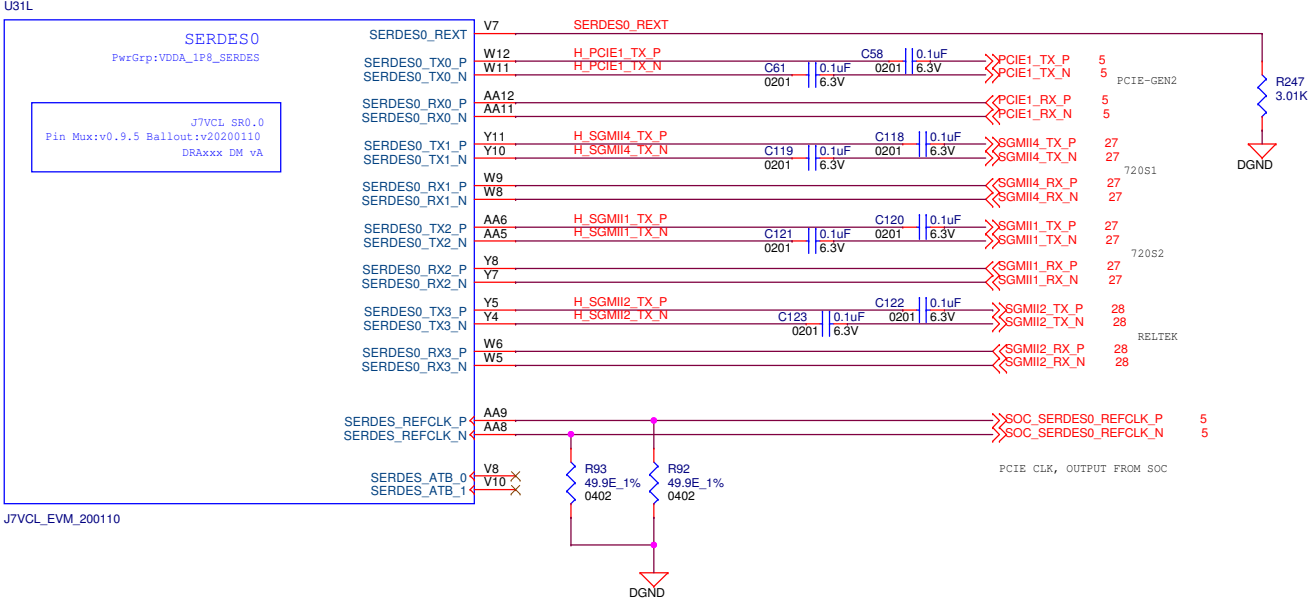 U31L
SERDES0
PwrGrp:VDDA_1P8_SERDES
J7VCL SR0.0
Pin Mux:v0.9.5 Ballout:v20200110
DRAxxx DM vA
SERDES0_REXT V7 SERDES0_REXT
SERDES0_TX0_P W12 H_PCIE1_TX_P C58 0.1uF 0201 6.3V PCIE1_TX_P 5
SERDES0_TX0_N W11 H_PCIE1_TX_N C61 0.1uF 0201 6.3V PCIE1_TX_N 5
PCIE-GEN2
R247
3.01K
DGND
SERDES0_RX0_P AA12 PCIE1_RX_P 5
SERDES0_RX0_N AA11 PCIE1_RX_N 5
SERDES0_TX1_P Y11 H_SGMII4_TX_P C118 0.1uF 0201 6.3V SGMII4_TX_P 27
SERDES0_TX1_N Y10 H_SGMII4_TX_N C119 0.1uF 0201 6.3V SGMII4_TX_N 27
720S1
SERDES0_RX1_P W9 SGMII4_RX_P 27
SERDES0_RX1_N W8 SGMII4_RX_N 27
SERDES0_TX2_P AA6 H_SGMII1_TX_P C120 0.1uF 0201 6.3V SGMII1_TX_P 27
SERDES0_TX2_N AA5 H_SGMII1_TX_N C121 0.1uF 0201 6.3V SGMII1_TX_N 27
720S2
SERDES0_RX2_P Y8 SGMII1_RX_P 27
SERDES0_RX2_N Y7 SGMII1_RX_N 27
SERDES0_TX3_P Y5 H_SGMII2_TX_P C122 0.1uF 0201 6.3V SGMII2_TX_P 28
SERDES0_TX3_N Y4 H_SGMII2_TX_N C123 0.1uF 0201 6.3V SGMII2_TX_N 28
RELTEK
SERDES0_RX3_P W6 SGMII2_RX_P 28
SERDES0_RX3_N W5 SGMII2_RX_N 28
SERDES_REFCLK_P AA9 SOC_SERDES0_REFCLK_P 5
SERDES_REFCLK_N AA8 SOC_SERDES0_REFCLK_N 5
PCIE CLK, OUTPUT FROM SOC
SERDES_ATB_0 V8
SERDES_ATB_1 V10
R93 R92
49.9E_1% 49.9E_1%
0402 0402
J7VCL_EVM_200110
DGND